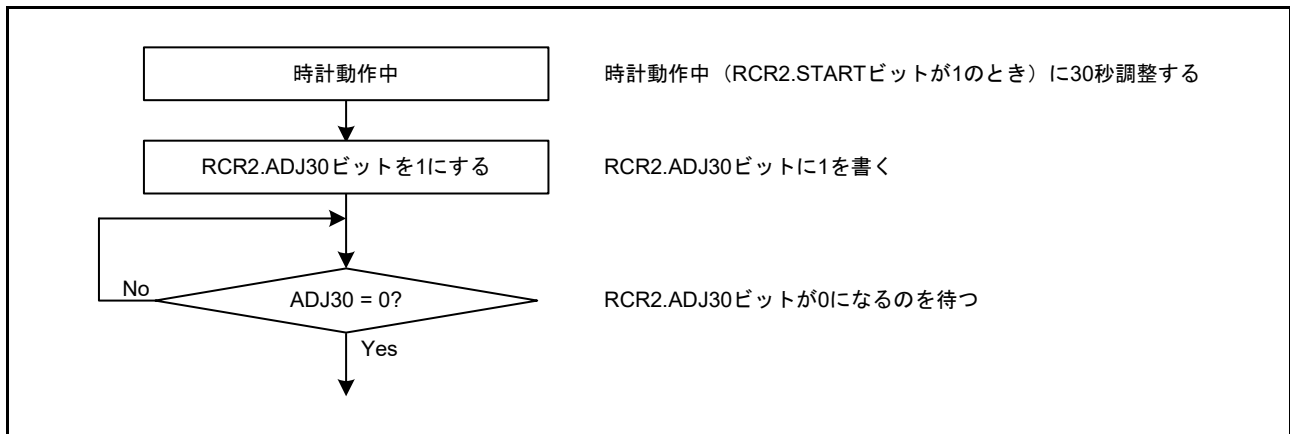 時計動作中
時計動作中（RCR2.STARTビットが1のとき）に30秒調整する
RCR2.ADJ30ビットを1にする
RCR2.ADJ30ビットに1を書く
No
ADJ30 = 0?
RCR2.ADJ30ビットが0になるのを待つ
Yes